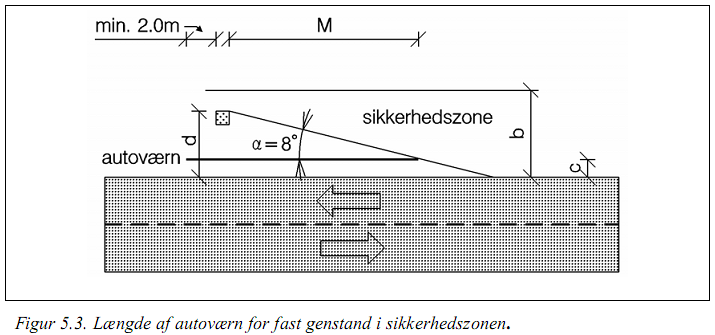 min. 2.0m
M
sikkerhedszone
b
d
α=8°
autoværn
c
Figur 5.3. Længde af autoværn for fast genstand i sikkerhedszonen.